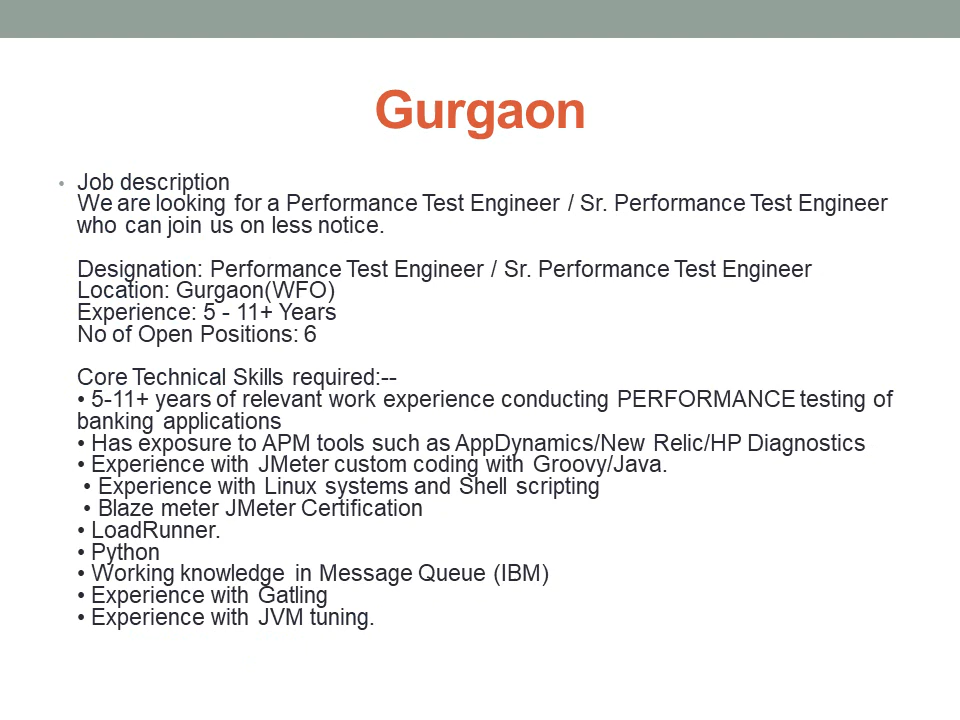 Gurgaon
• Job description
We are looking for a Performance Test Engineer / Sr. Performance Test Engineer
who can join us on less notice.
Designation: Performance Test Engineer / Sr. Performance Test Engineer
Location: Gurgaon(WFO)
Experience: 5 - 11+ Years
No of Open Positions: 6
Core Technical Skills required:--
• 5-11+ years of relevant work experience conducting PERFORMANCE testing of
banking applications
• Has exposure to APM tools such as AppDynamics/New Relic/HP Diagnostics
• Experience with JMeter custom coding with Groovy/Java.
• Experience with Linux systems and Shell scripting
• Blaze meter JMeter Certification
• LoadRunner.
• Python
• Working knowledge in Message Queue (IBM)
• Experience with Gatling
• Experience with JVM tuning.